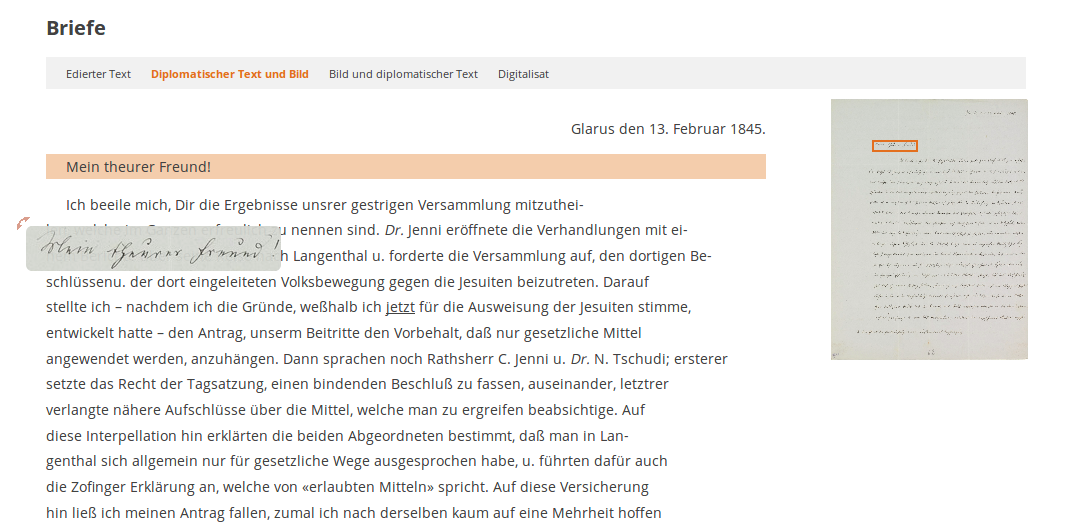 Briefe
Edierter Text Diplomatischer Text und Bild Bild und diplomatischer Text Digitalisat
Glarus den 13. Februar 1845.
Mein theurer Freund!
Ich beeile mich, Dir die Ergebnisse unsrer gestrigen Versammlung mitzuthei-
nennen sind. Dr. Jenni eröffnete die Verhandlungen mit ei-
Mein theurer Freund!
Langenthal u. forderte die Versammlung auf, den dortigen Be-
schlüssenu. der dort eingeleiteten Volksbewegung gegen die Jesuiten beizutreten. Darauf
stellte ich – nachdem ich die Gründe, weßhalb ich jetzt für die Ausweisung der Jesuiten stimme,
entwickelt hatte – den Antrag, unserm Beitritte den Vorbehalt, daß nur gesetzliche Mittel
angewendet werden, anzuhängen. Dann sprachen noch Rathsherr C. Jenni u. Dr. N. Tschudi; ersterer
setzte das Recht der Tagsatzung, einen bindenden Beschluß zu fassen, auseinander, letztrer
verlangte nähere Aufschlüsse über die Mittel, welche man zu ergreifen beabsichtige. Auf
diese Interpellation hin erklärten die beiden Abgeordneten bestimmt, daß man in Lan-
genthal sich allgemein nur für gesetzliche Wege ausgesprochen habe, u. führten dafür auch
die Zofinger Erklärung an, welche von «erlaubten Mitteln» spricht. Auf diese Versicherung
hin ließ ich meinen Antrag fallen, zumal ich nach derselben kaum auf eine Mehrheit hoffen